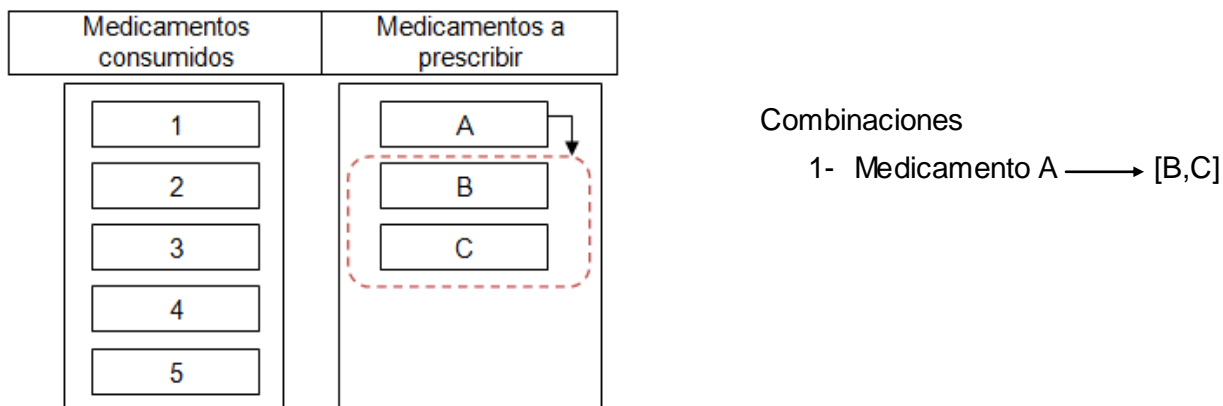 Medicamentos consumidos
Medicamentos a prescribir
1
2
3
4
5
A
B
C
Combinaciones
1- Medicamento A ⟶ [B,C]